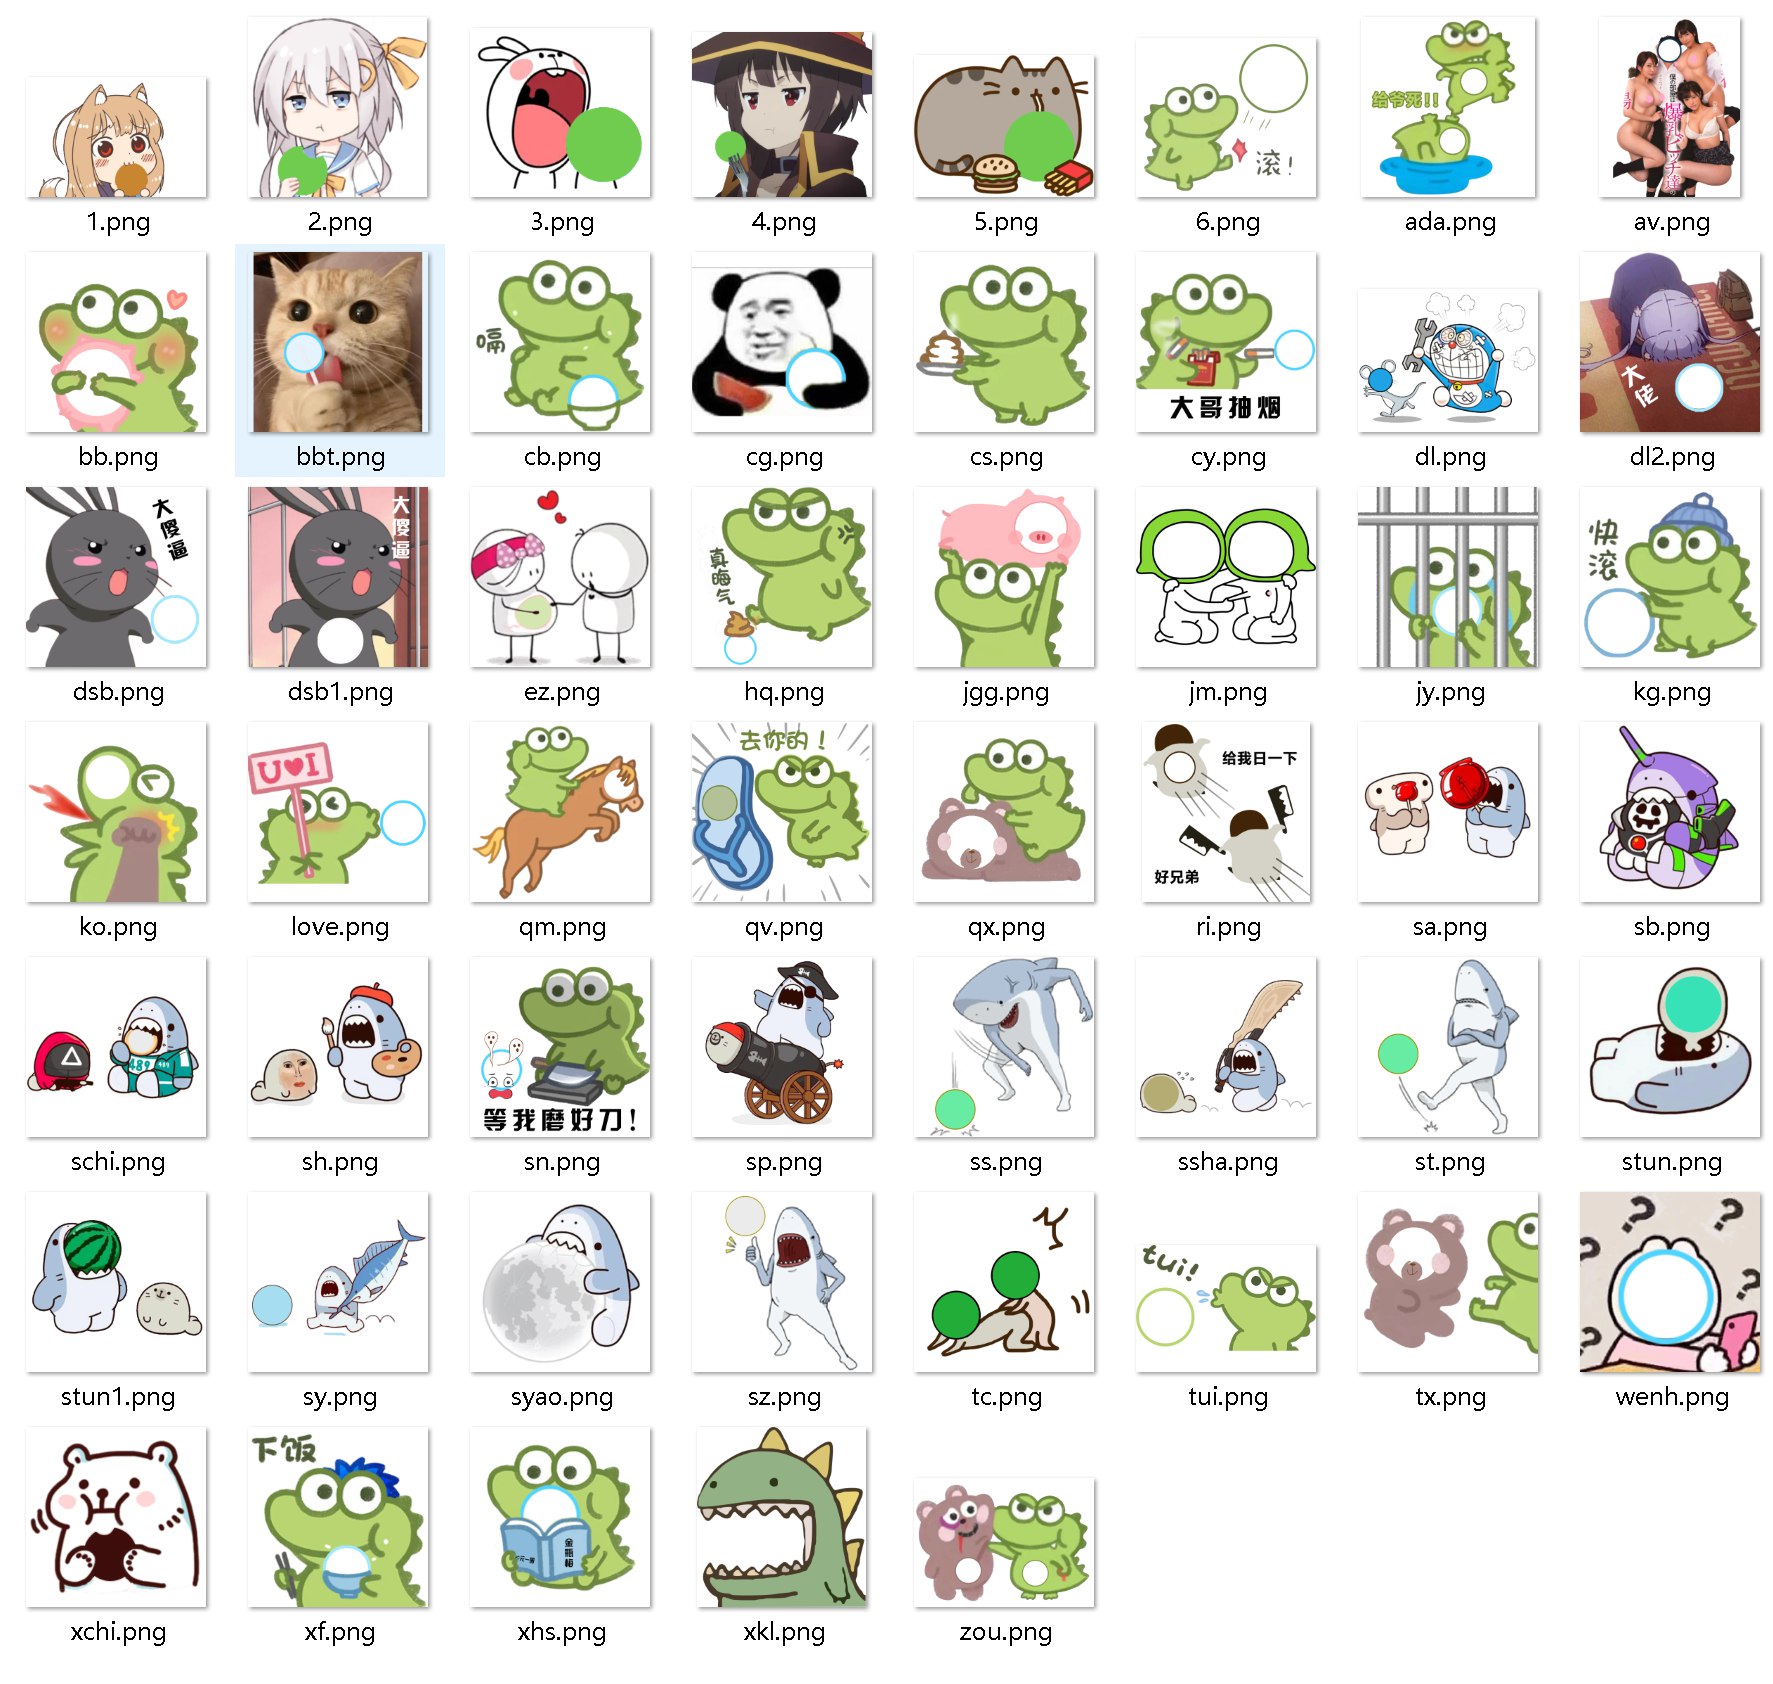 滚!
给爷死!!
1.png
2.png
3.png
4.png
5.png
6.png
ada.png
av.png
嗝
大哥抽烟
大佬
bb.png
bbt.png
cb.png
cg.png
cs.png
cy.png
dl.png
dl2.png
大傻逼
大傻逼
真晦气
快滚
dsb.png
dsb1.png
ez.png
hq.png
jgg.png
jm.png
jy.png
kg.png
U♥I
去你的!
给我日一下
好兄弟
ko.png
love.png
qm.png
qv.png
qx.png
ri.png
sa.png
sb.png
489
等我磨好刀!
schi.png
sh.png
sn.png
sp.png
ss.png
ssha.png
st.png
stun.png
tui!
?
?
?
?
?
stun1.png
sy.png
syao.png
sz.png
tc.png
tui.png
tx.png
wenh.png
下饭
金瓶梅
xchi.png
xf.png
xhs.png
xkl.png
zou.png